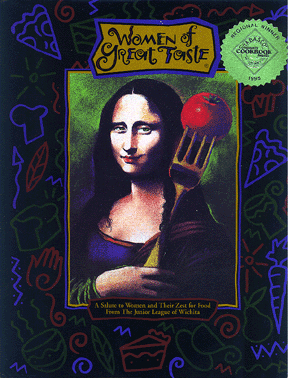 Women of
Great Taste
REGIONAL WINNER
TABASCO
COOKBOOK
1995
A Salute to Women and Their Zest for Food
From The Junior League of Wichita